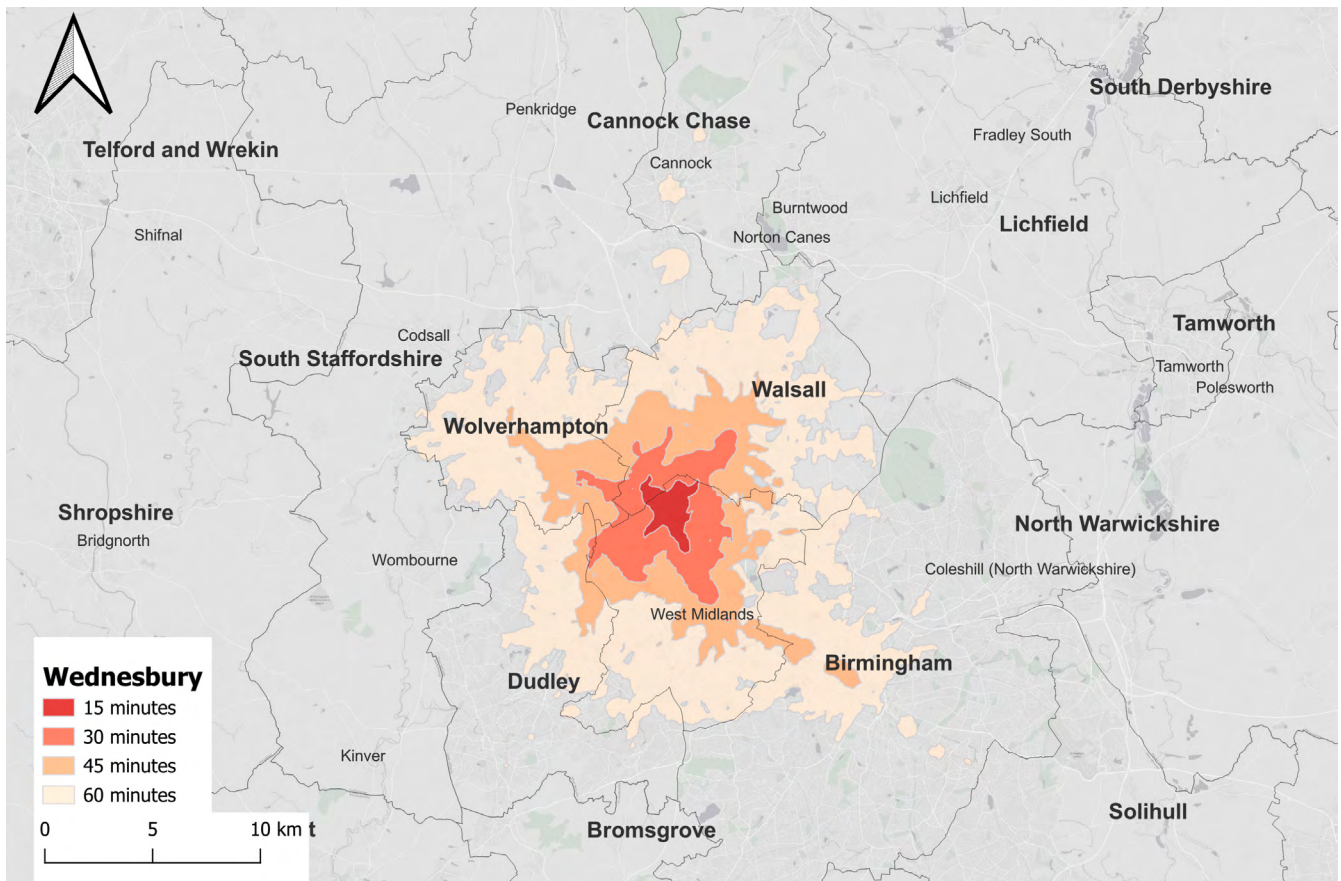 South Derbyshire
Penkridge
Cannock Chase
Fradley South
Telford and Wrekin
Cannock
Lichfield
Burntwood
Lichfield
Shifnal
Norton Canes
Tamworth
Codsall
South Staffordshire
Tamworth
Polesworth
Walsall
Wolverhampton
Shropshire
North Warwickshire
Bridgnorth
Wombourne
Coleshill (North Warwickshire)
West Midlands
Birmingham
Dudley
Kinver
Solihull
Bromsgrove
Wednesbury
15 minutes
30 minutes
45 minutes
60 minutes
0 5 10 km t